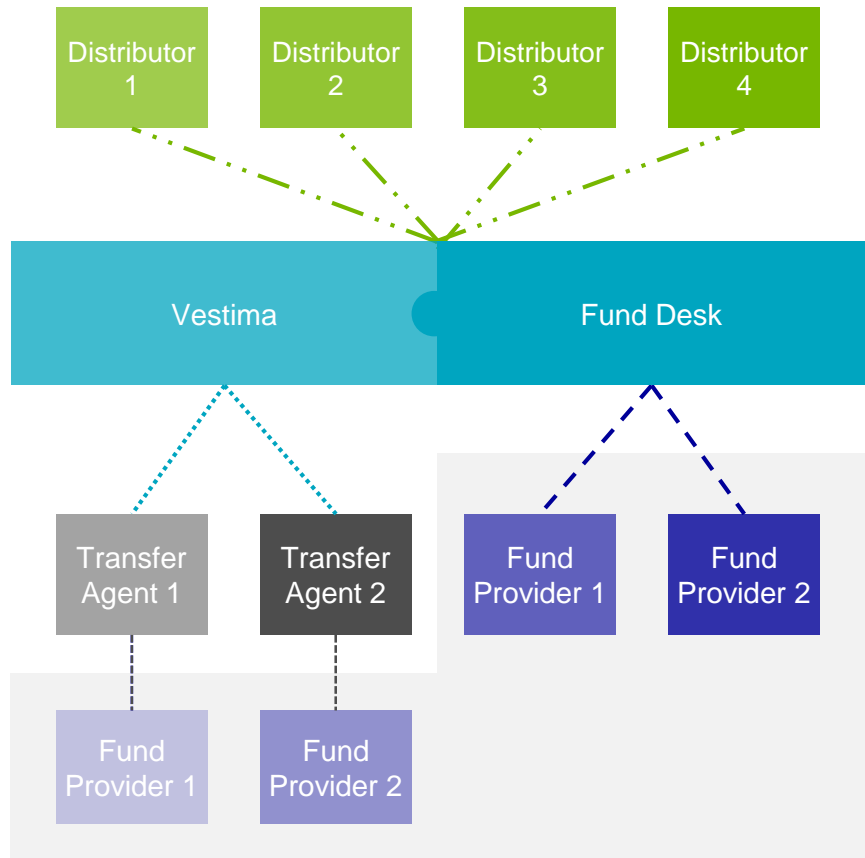 Distributor
1
Distributor
2
Distributor
3
Distributor
4
Vestima
Fund Desk
Transfer
Agent 1
Transfer
Agent 2
Fund
Provider 1
Fund
Provider 2
Fund
Provider 1
Fund
Provider 2